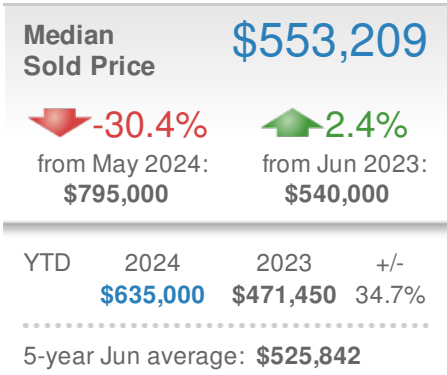 Median
Sold Price
$553,209
-30.4%
from May 2024:
$795,000
2.4%
from Jun 2023:
$540,000
YTD 2024 2023 +/-
$635,000 $471,450 34.7%
5-year Jun average: $525,842